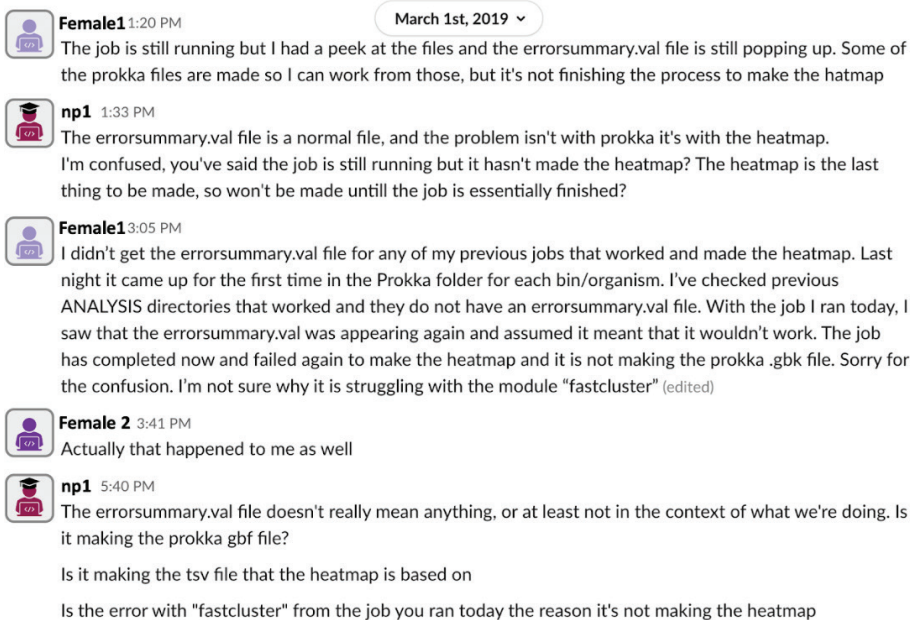 March 1st, 2019
Female1 1:20 PM
The job is still running but I had a peek at the files and the errorsummary.val file is still popping up. Some of
the prokka files are made so I can work from those, but it's not finishing the process to make the hatmap
np1 1:33 PM
The errorsummary.val file is a normal file, and the problem isn't with prokka it's with the heatmap.
I'm confused, you've said the job is still running but it hasn't made the heatmap? The heatmap is the last
thing to be made, so won't be made untill the job is essentially finished?
Female1 3:05 PM
I didn't get the errorsummary.val file for any of my previous jobs that worked and made the heatmap. Last
night it came up for the first time in the Prokka folder for each bin/organism. I've checked previous
ANALYSIS directories that worked and they do not have an errorsummary.val file. With the job I ran today, I
saw that the errorsummary.val was appearing again and assumed it meant that it wouldn't work. The job
has completed now and failed again to make the heatmap and it is not making the prokka .gbk file. Sorry for
the confusion. I'm not sure why it is struggling with the module “fastcluster” (edited)
Female 2 3:41 PM
Actually that happened to me as well
np1 5:40 PM
The errorsummary.val file doesn't really mean anything, or at least not in the context of what we're doing. Is
it making the prokka gbf file?
Is it making the tsv file that the heatmap is based on
Is the error with "fastcluster" from the job you ran today the reason it's not making the heatmap